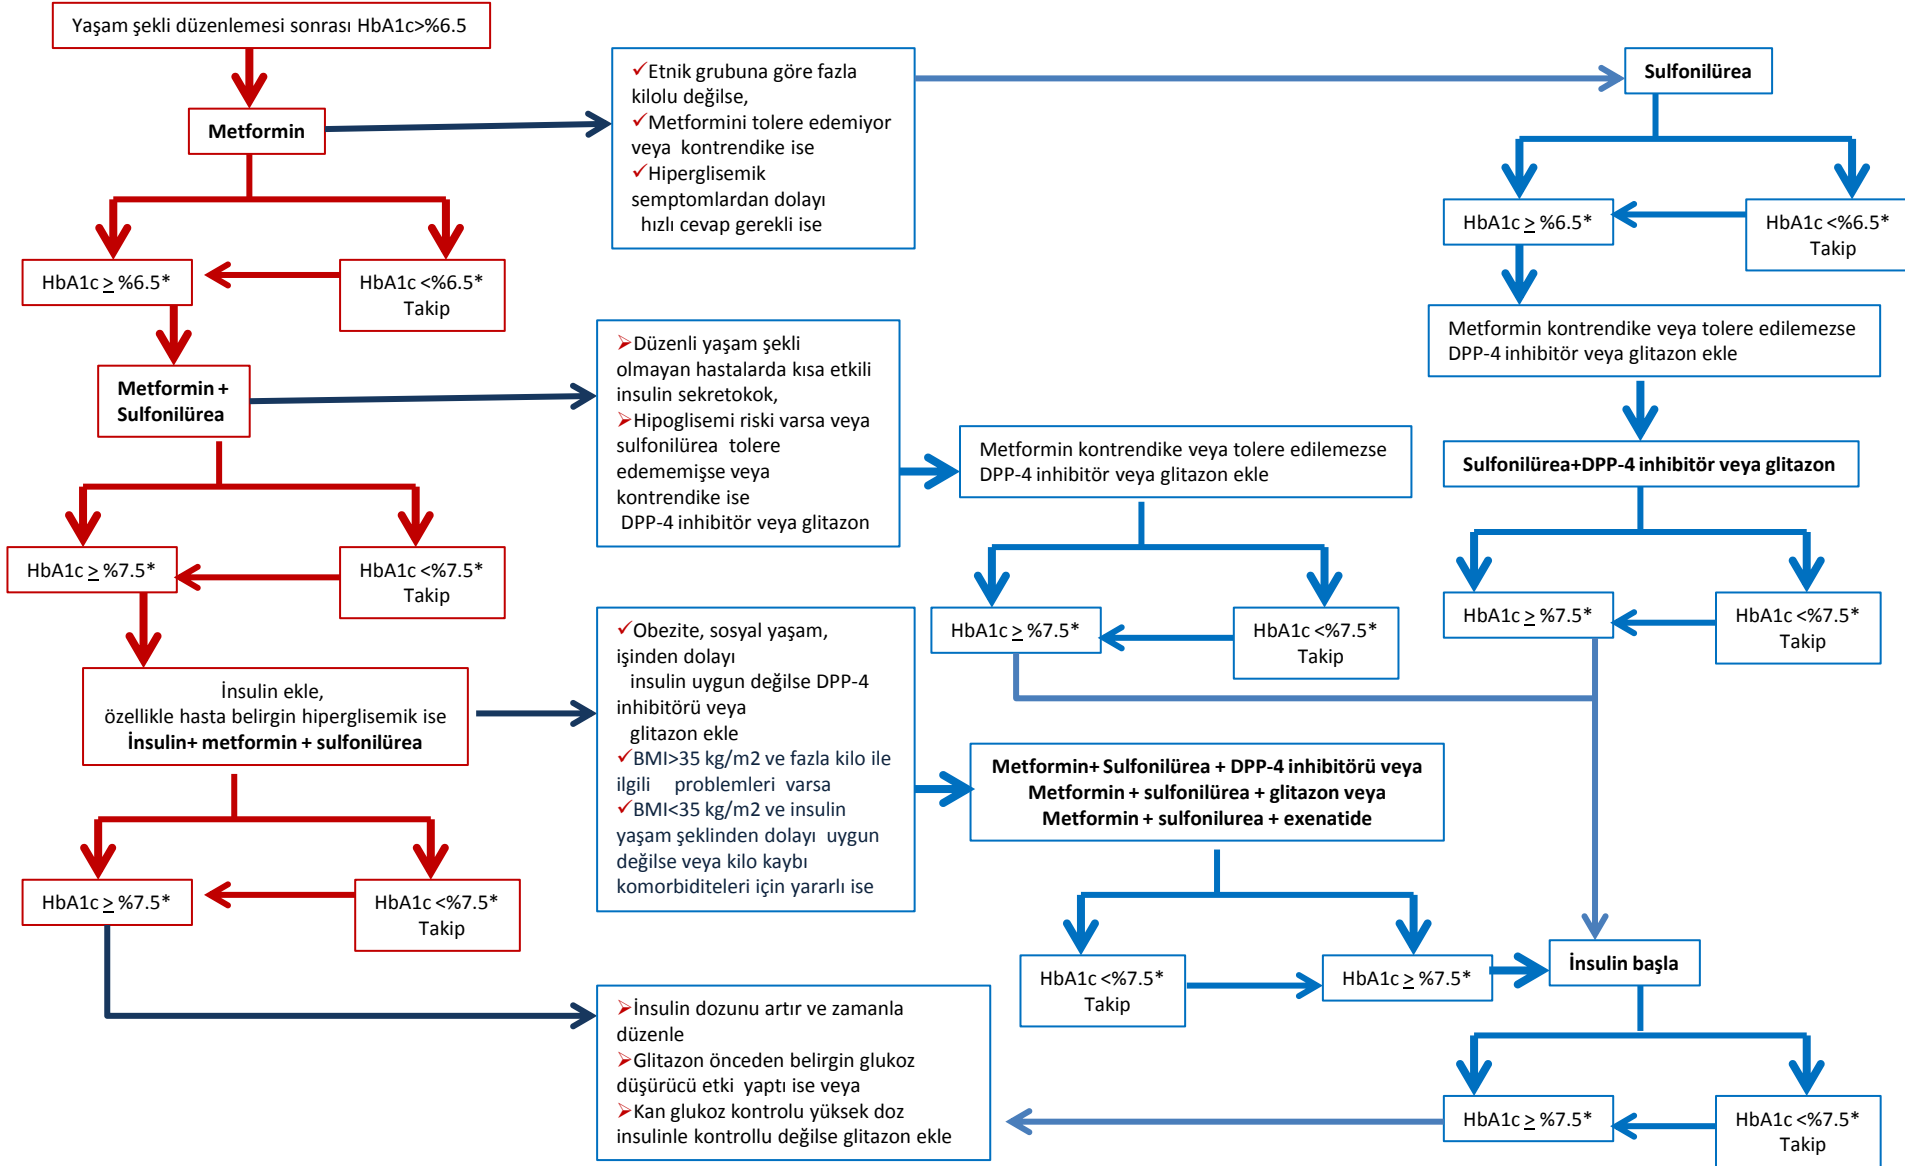 Yaşam şekli düzenlemesi sonrası HbA1c>%6.5
Metformin
✓Etnik grubuna göre fazla
kilolu değilse,
✓Metformini tolere edemiyor
veya kontrendike ise
✓Hiperglisemik
semptomlardan dolayı
hızlı cevap gerekli ise
Sulfonilürea
HbA1c ≥ %6.5*
HbA1c <%6.5*
Takip
HbA1c ≥ %6.5*
HbA1c <%6.5*
Takip
Metformin kontrendike veya tolere edilemezse
DPP-4 inhibitör veya glitazon ekle
Metformin +
Sulfonilürea
➢Düzenli yaşam şekli
olmayan hastalarda kısa etkili
insulin sekretokok,
➢Hipoglisemi riski varsa veya
sulfonilürea tolere
edememişse veya
kontrendike ise
DPP-4 inhibitör veya glitazon
Metformin kontrendike veya tolere edilemezse
DPP-4 inhibitör veya glitazon ekle
Sulfonilürea+DPP-4 inhibitör veya glitazon
HbA1c ≥ %7.5*
HbA1c <%7.5*
Takip
HbA1c ≥ %7.5*
HbA1c <%7.5*
Takip
HbA1c ≥ %7.5*
HbA1c <%7.5*
Takip
İnsulin ekle,
özellikle hasta belirgin hiperglisemik ise
İnsulin+ metformin + sulfonilürea
✓Obezite, sosyal yaşam,
işinden dolayı
insulin uygun değilse DPP-4
inhibitörü veya
glitazon ekle
✓BMI>35 kg/m2 ve fazla kilo ile
ilgili problemleri varsa
✓BMI<35 kg/m2 ve insulin
yaşam şeklinden dolayı uygun
değilse veya kilo kaybı
komorbiditeleri için yararlı ise
Metformin+ Sulfonilürea + DPP-4 inhibitörü veya
Metformin + sulfonilürea + glitazon veya
Metformin + sulfonilurea + exenatide
HbA1c ≥ %7.5*
HbA1c <%7.5*
Takip
HbA1c <%7.5*
Takip
HbA1c ≥ %7.5*
İnsulin başla
➢İnsulin dozunu artır ve zamanla
düzenle
➢Glitazon önceden belirgin glukoz
düşürücü etki yaptı ise veya
➢Kan glukoz kontrolu yüksek doz
insulinle kontrollu değilse glitazon ekle
HbA1c ≥ %7.5*
HbA1c <%7.5*
Takip